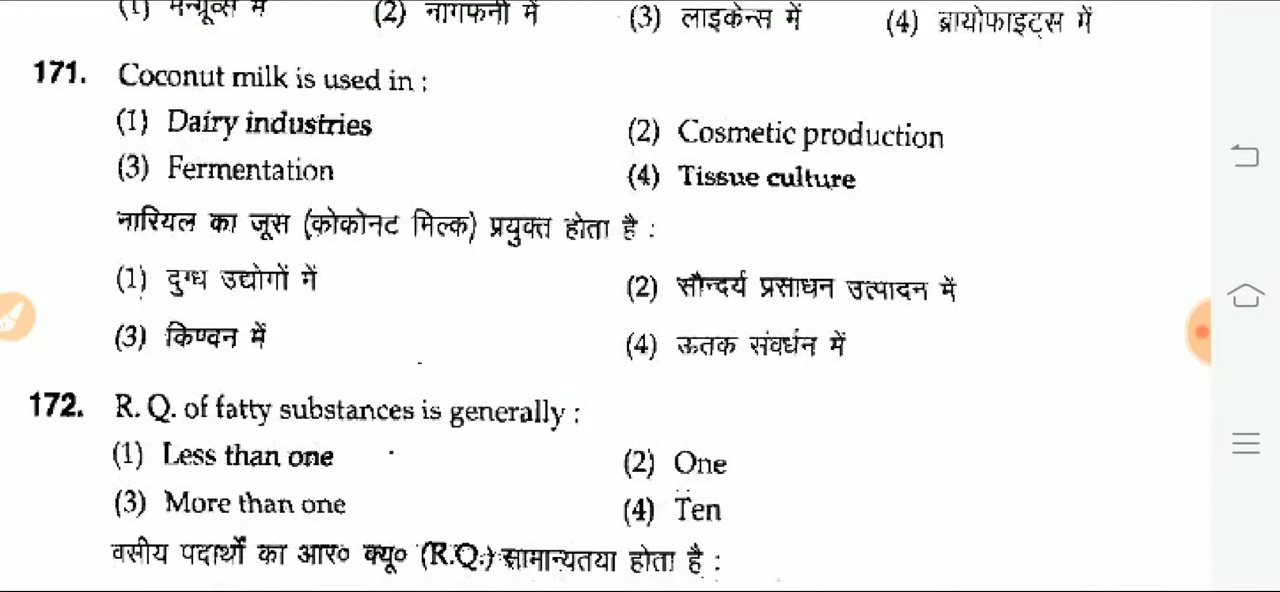 (1) मैन्ग्रूव्स में (2) नागफनी में (3) लाइकेन्स में (4) ब्रायोफाइट्स में
171. Coconut milk is used in :
(1) Dairy industries (2) Cosmetic production
(3) Fermentation (4) Tissue culture
नारियल का जूस (कोकोनट मिल्क) प्रयुक्त होता है :
(1) दुग्ध उद्योगों में (2) सौन्दर्य प्रसाधन उत्पादन में
(3) किण्वन में (4) ऊतक संवर्धन में
172. R. Q. of fatty substances is generally :
(1) Less than one (2) One
(3) More than one (4) Ten
वसीय पदार्थों का आर० क्यू० (R.Q.) सामान्यतया होता है :